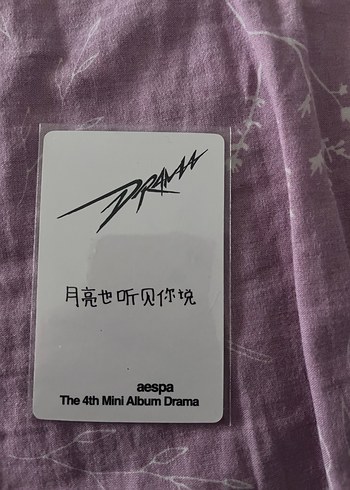 DRAMA
月亮也听见你说
aespa
The 4th Mini Album Drama